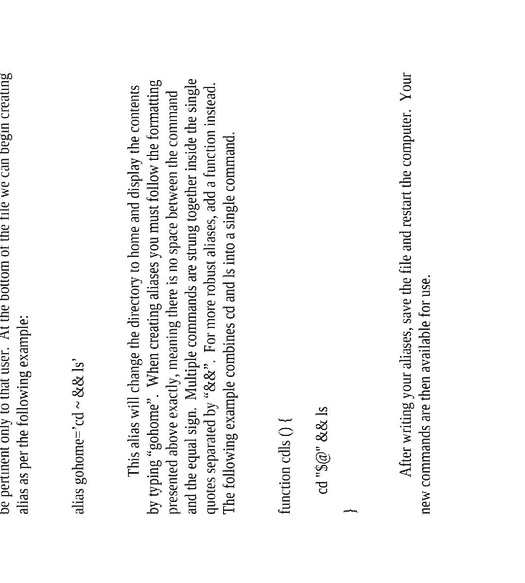 be pertinent only to that user.  At the bottom of the file we can begin creating
alias as per the following example:
alias gohome=’cd ~ && ls’
This alias will change the directory to home and display the contents
by typing “gohome”.  When creating aliases you must follow the formatting
presented above exactly, meaning there is no space between the command
and the equal sign.  Multiple commands are strung together inside the single
quotes separated by “&&”.  For more robust aliases, add a function instead.
The following example combines cd and ls into a single command.
function cdls () {
cd "$@" && ls
}
After writing your aliases, save the file and restart the computer.  Your
new commands are then available for use.